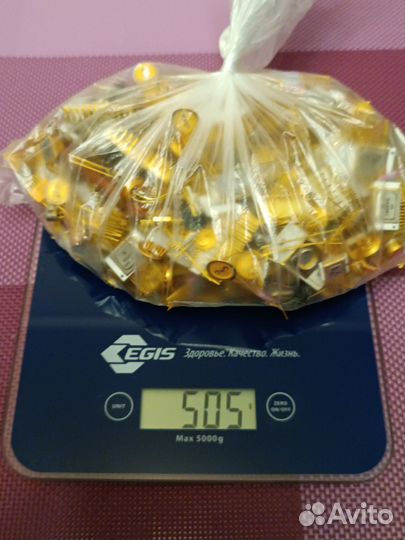 EGIS Здоровье. Качество. Жизнь.
UNIT 505 ZERO ON/OFF
Max 5000g
Avito